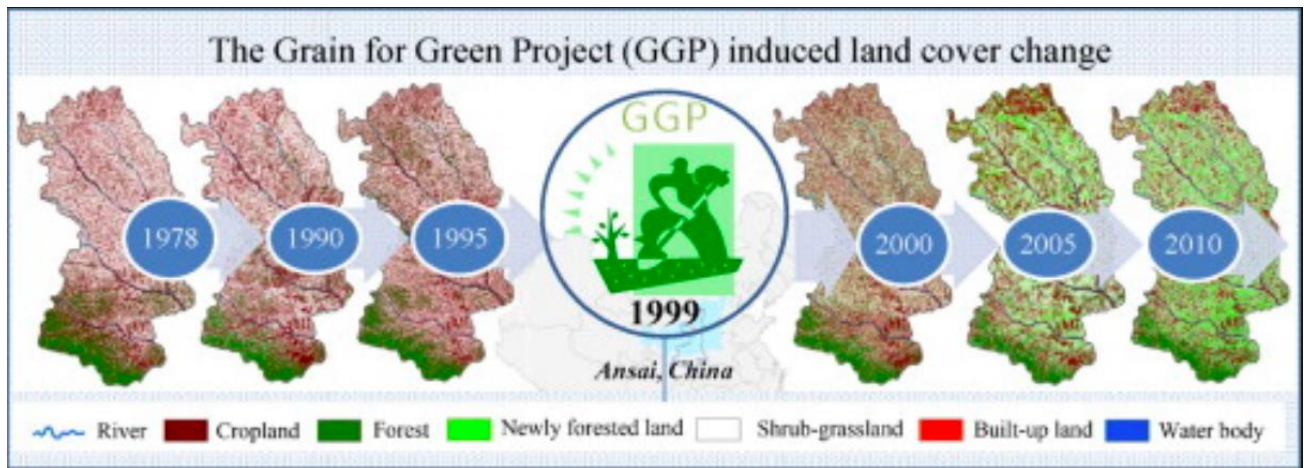 The Grain for Green Project (GGP) induced land cover change
GGP
1978
1990
1995
1999
2000
2005
2010
Ansai, China
River
Cropland
Forest
Newly forested land
Shrub-grassland
Built-up land
Water body